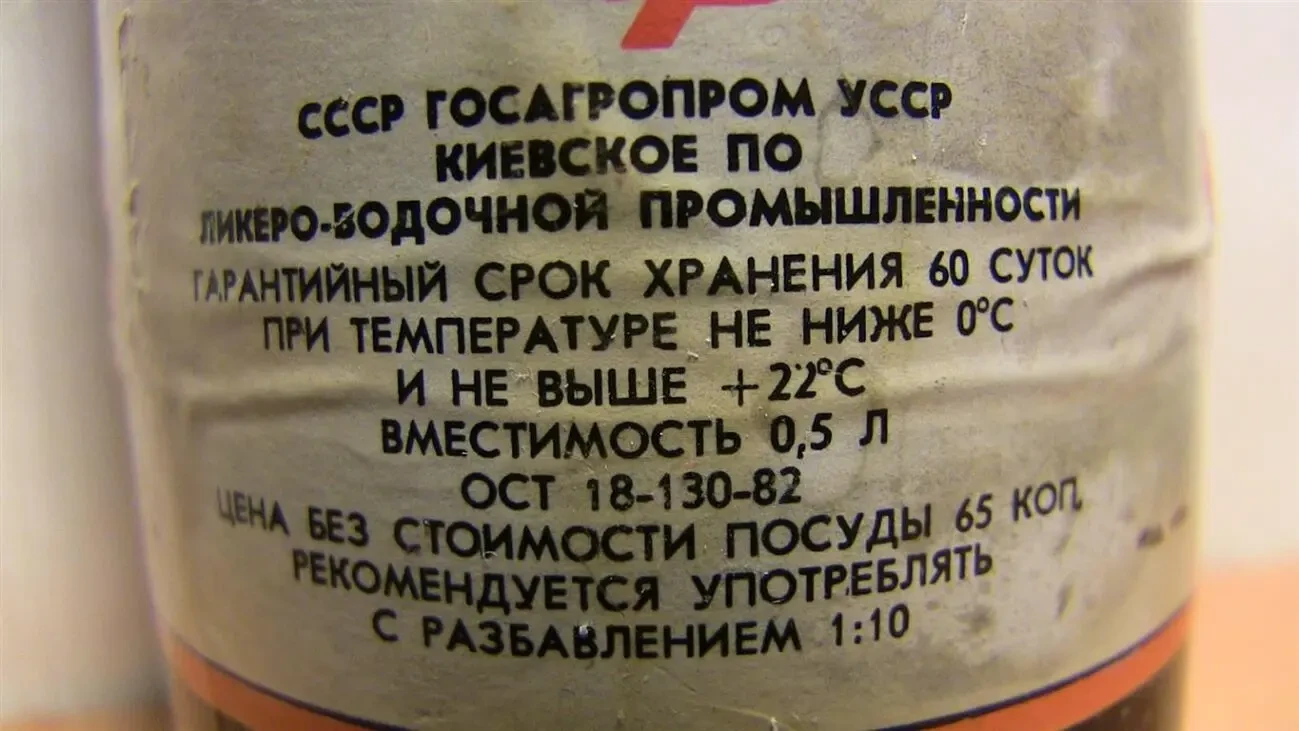 СССР ГОСАГРОПРОМ УССР
КИЕВСКОЕ ПО
ЛИКЕРО-ВОДОЧНОЙ ПРОМЫШЛЕННОСТИ
ГАРАНТИЙНЫЙ СРОК ХРАНЕНИЯ 60 СУТОК
ПРИ ТЕМПЕРАТУРЕ НЕ НИЖЕ 0°С
И НЕ ВЫШЕ +22°С
ВМЕСТИМОСТЬ 0,5 Л
ОСТ 18-130-82
ЦЕНА БЕЗ СТОИМОСТИ ПОСУДЫ 65 КОП.
РЕКОМЕНДУЕТСЯ УПОТРЕБЛЯТЬ
С РАЗБАВЛЕНИЕМ 1:10